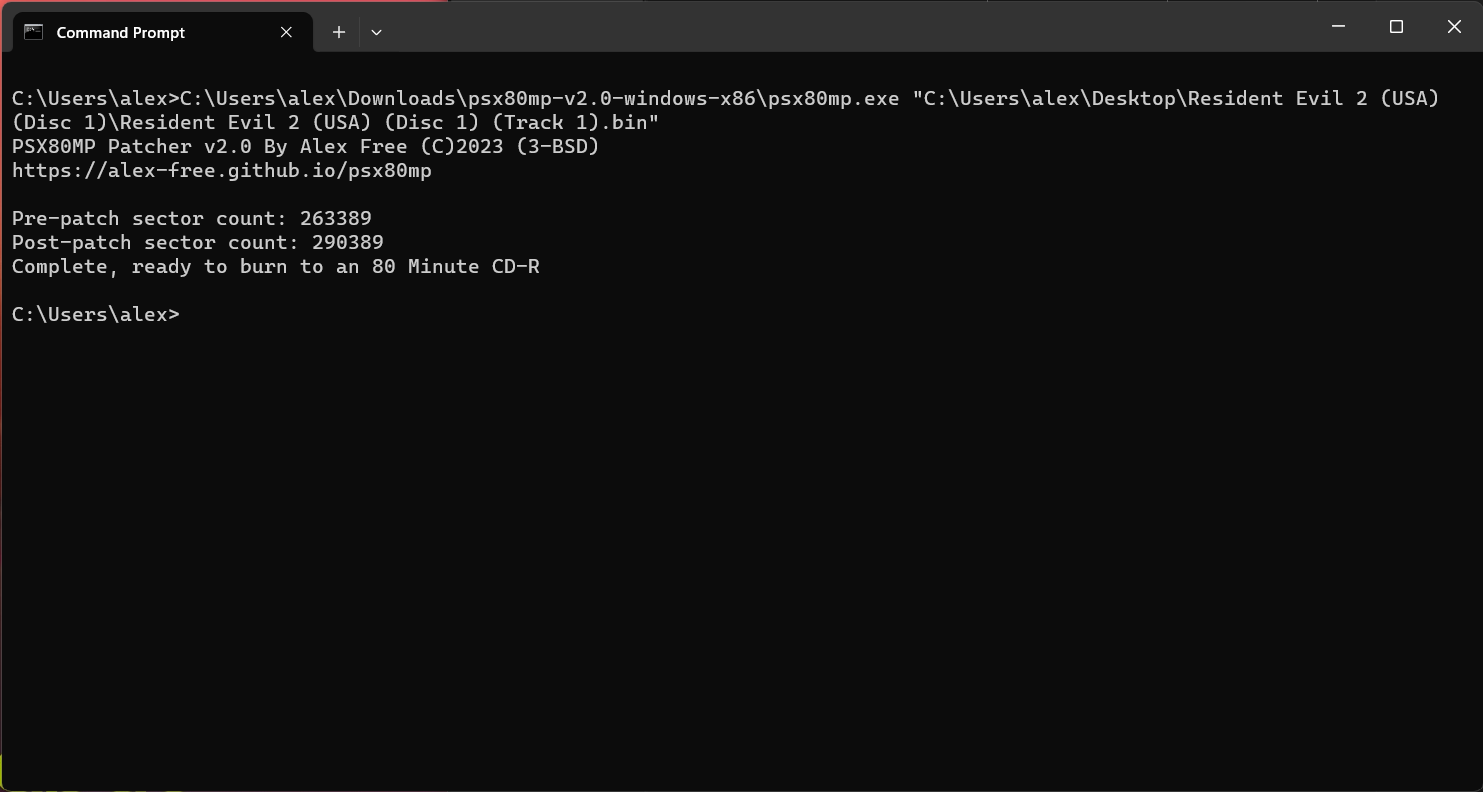 Command Prompt
C:\Users\alex>C:\Users\alex\Downloads\psx80mp-v2.0-windows-x86\psx80mp.exe "C:\Users\alex\Desktop\Resident Evil 2 (USA)
(Disc 1)\Resident Evil 2 (USA) (Disc 1) (Track 1).bin"
PSX80MP Patcher v2.0 By Alex Free (C)2023 (3-BSD)
https://alex-free.github.io/psx80mp
Pre-patch sector count: 263389
Post-patch sector count: 290389
Complete, ready to burn to an 80 Minute CD-R
C:\Users\alex>